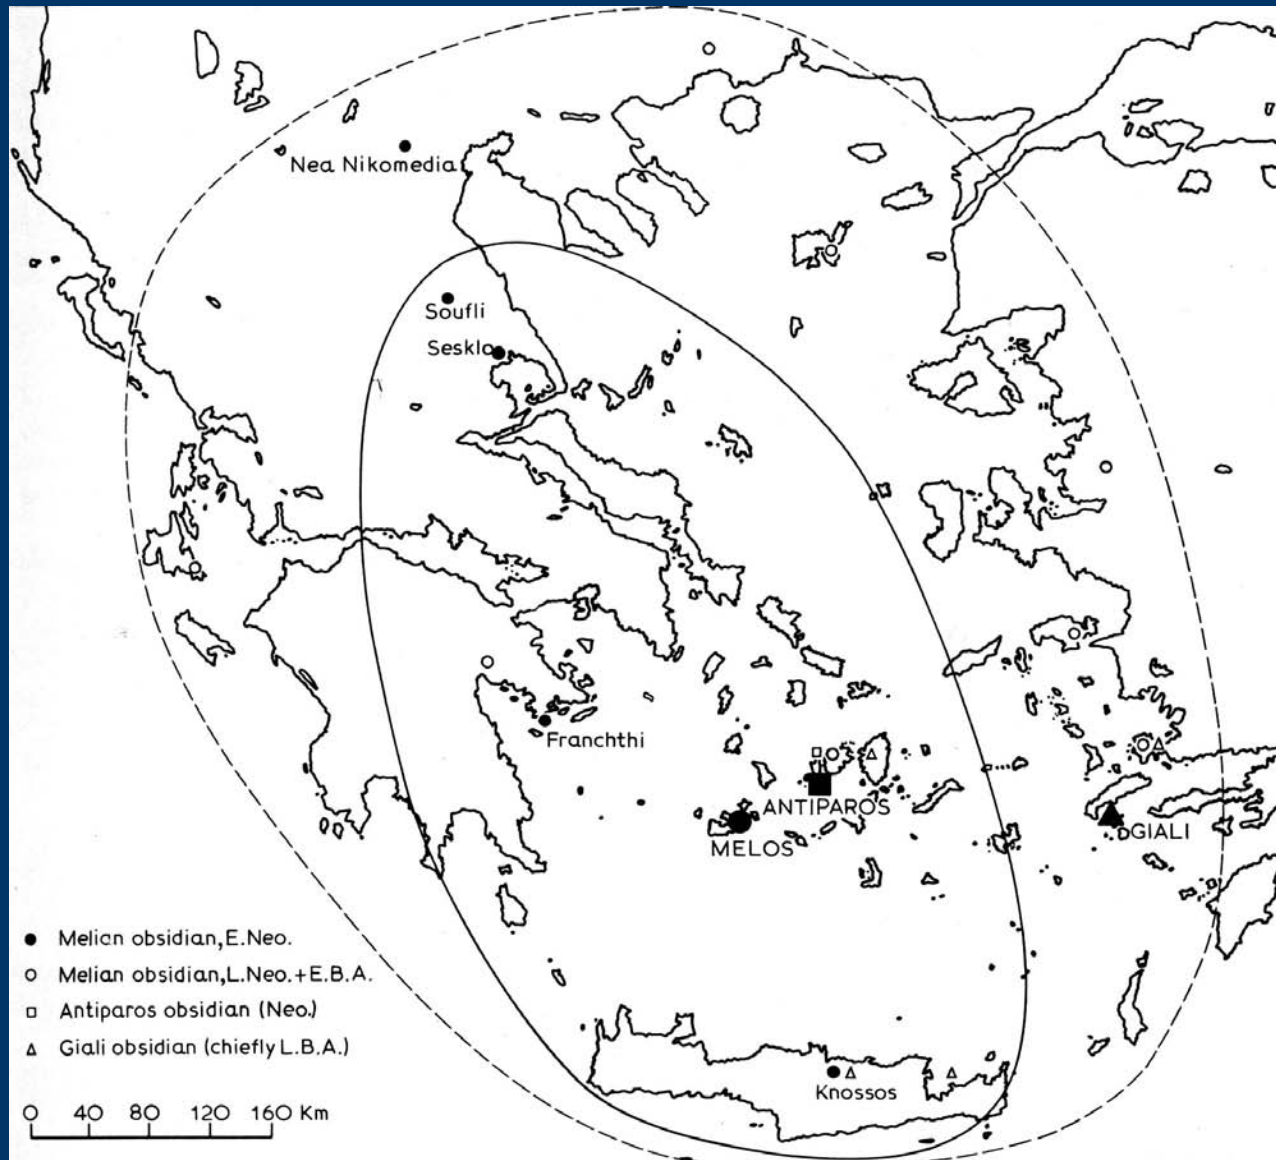 Nea Nikomedia
Soufli
Sesklo
Franchthi
ANTIPAROS
MELOS
GIALI
Melian obsidian, E.Neo.
Melian obsidian, L.Neo.+E.B.A.
Antiparos obsidian (Neo.)
Giali obsidian (chiefly L.B.A.)
Knossos
0 40 80 120 160 Km